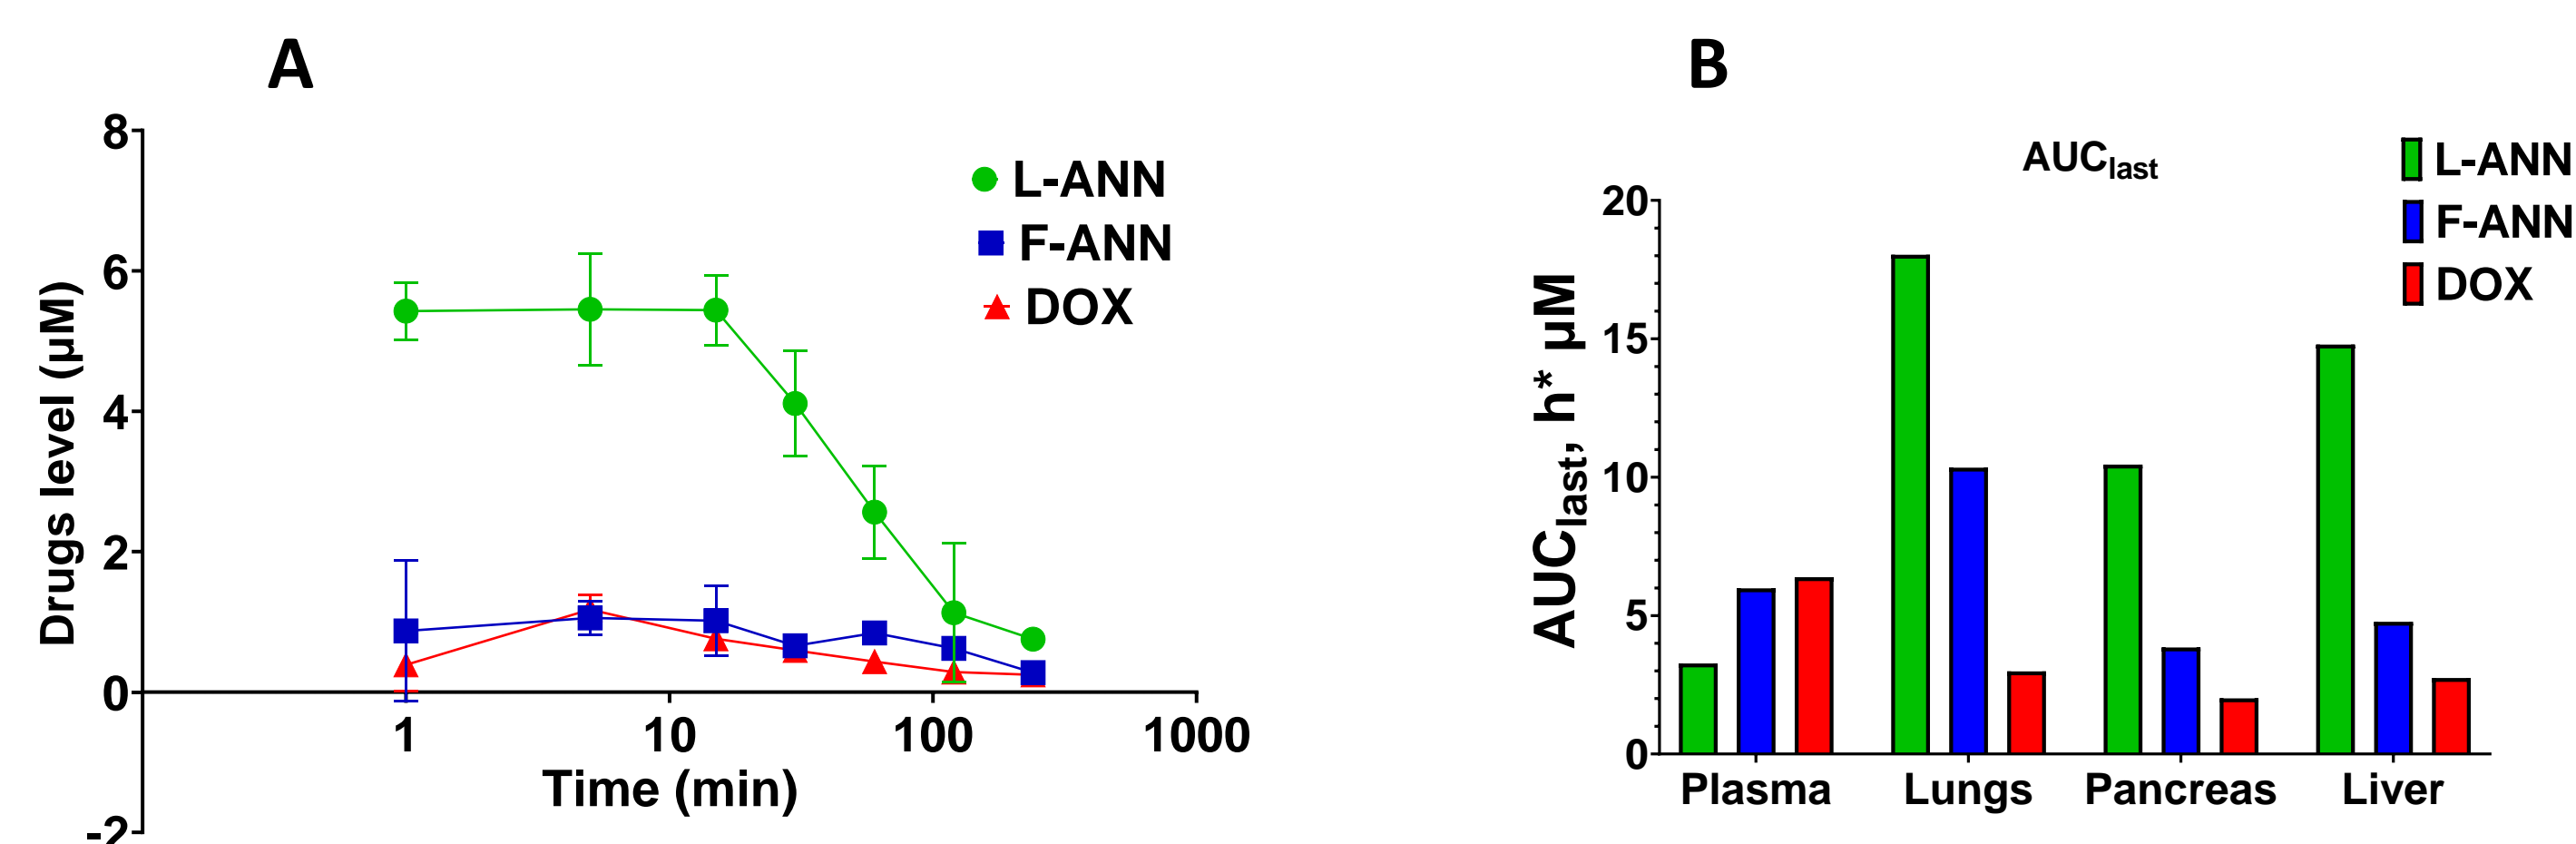 A
8
6
4
2
0
-2
Drugs level (µM)
L-ANN
F-ANN
DOX
1
10
100
1000
Time (min)
B
AUClast
L-ANN
F-ANN
DOX
20
15
10
5
0
AUClast, h* µM
Plasma
Lungs
Pancreas
Liver